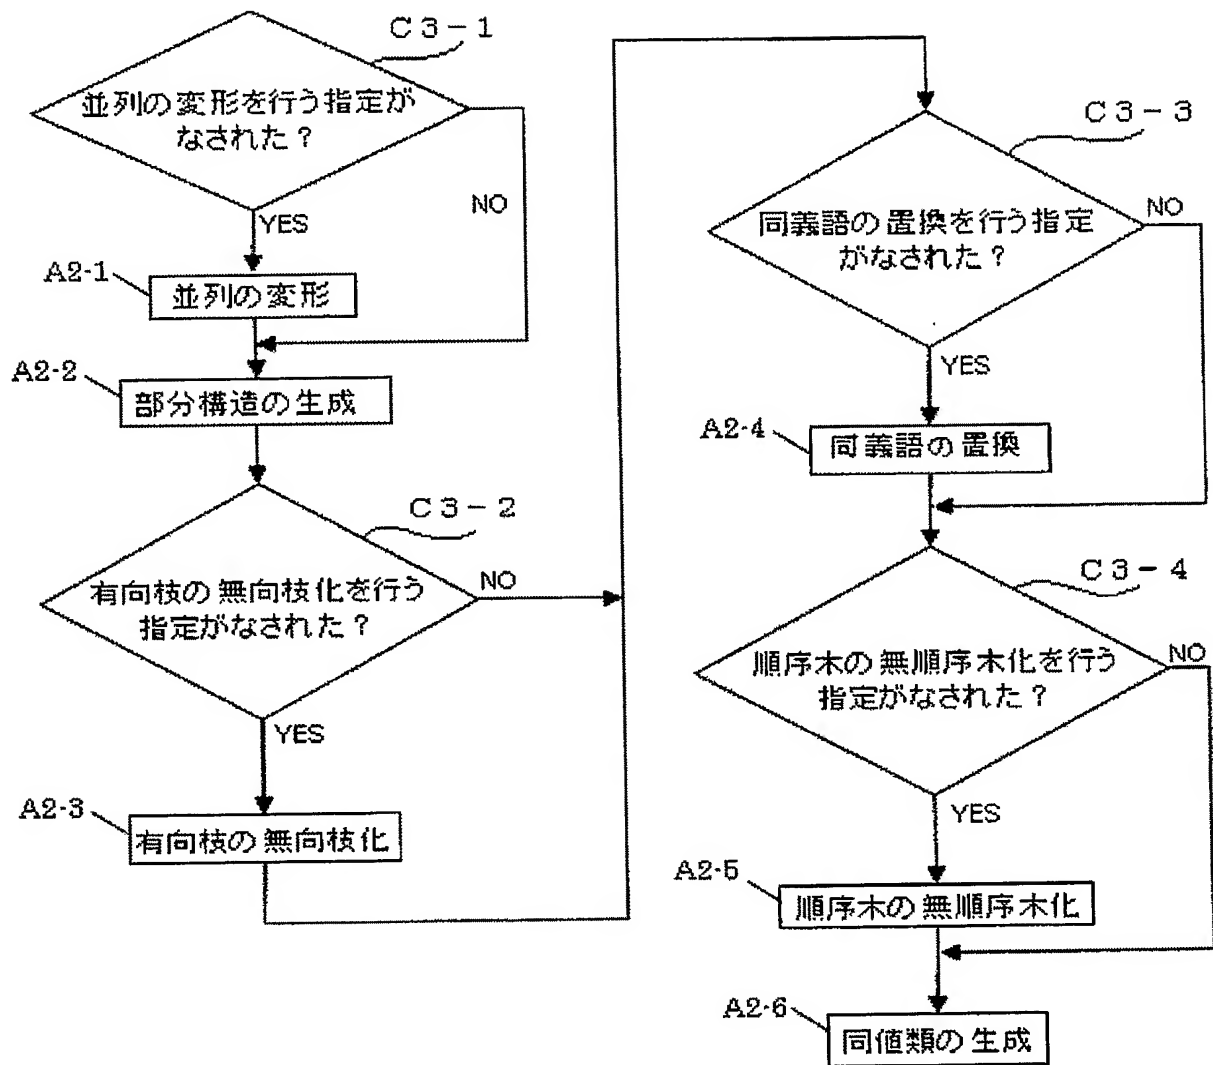 C3-1
並列の変形を行う指定が
なされた?
YES
NO
A2-1
並列の変形
A2-2
部分構造の生成
C3-2
有向枝の無向枝化を行う
指定がなされた?
NO
YES
A2-3
有向枝の無向枝化
C3-3
同義語の置換を行う指定
がなされた?
NO
YES
A2-4
同義語の置換
C3-4
順序木の無順序木化を行う
指定がなされた?
NO
YES
A2-5
順序木の無順序木化
A2-6
同値類の生成